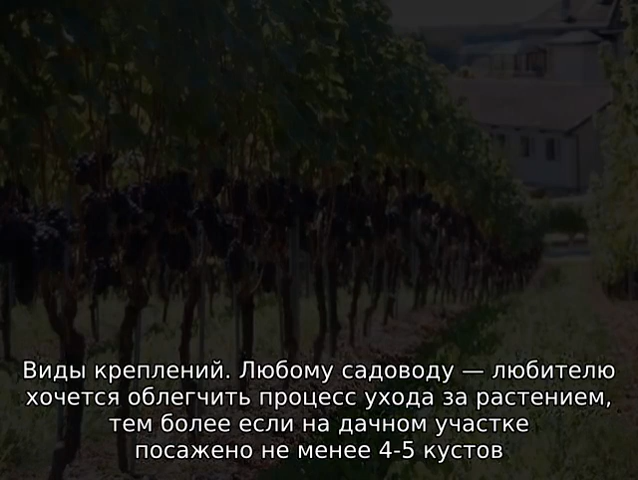 Виды креплений. Любому садоводу — любителю
хочется облегчить процесс ухода за растением,
тем более если на дачном участке
посажено не менее 4-5 кустов